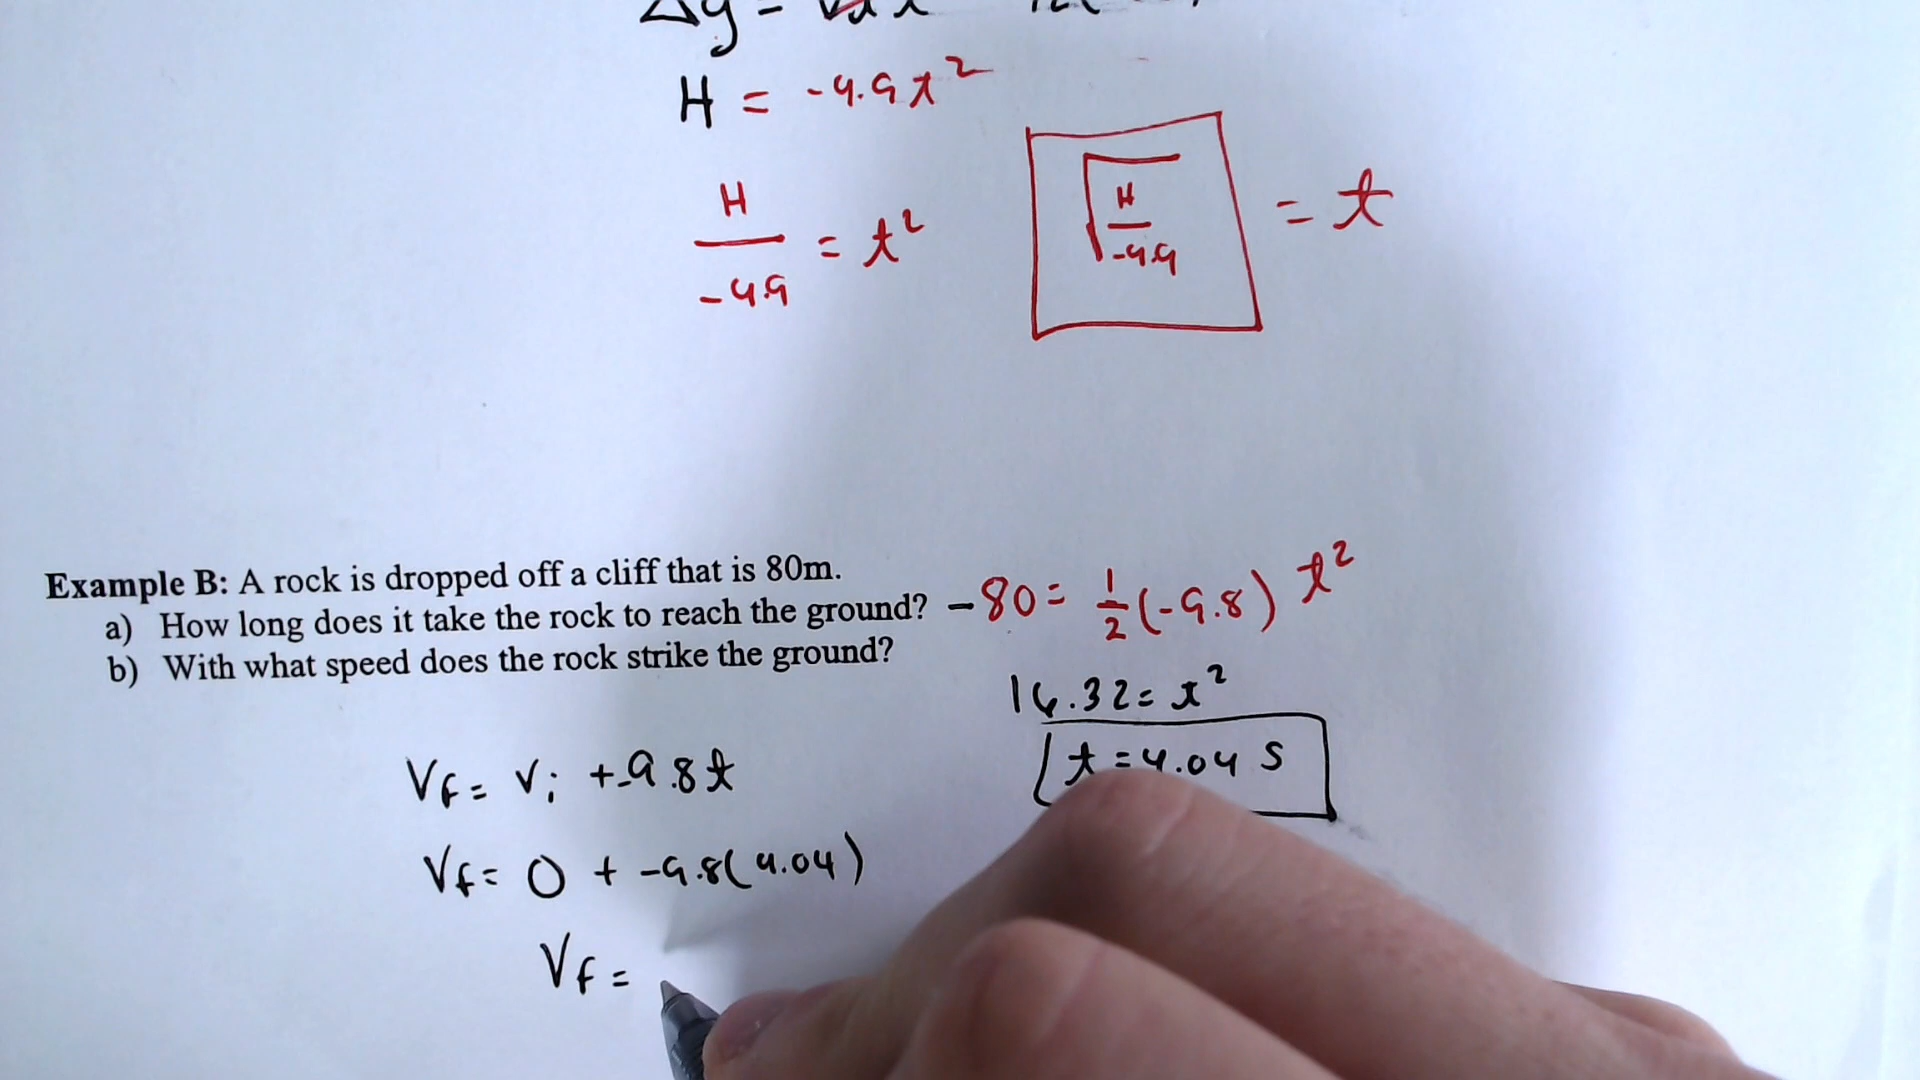 Δy =
H = -4.9t²
H/-4.9 = t²
√(H/-4.9) = t
Example B: A rock is dropped off a cliff that is 80m.
a) How long does it take the rock to reach the ground?
-80 = 1/2 (-9.8) t²
b) With what speed does the rock strike the ground?
16.32 = t²
t = 4.04 s
Vf = Vi + -9.8t
Vf = 0 + -9.8(4.04)
Vf =